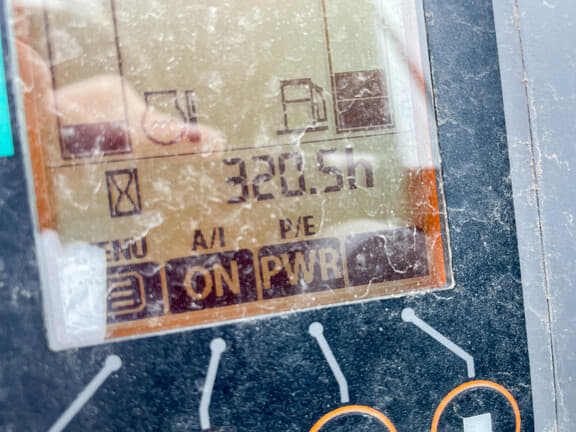 320.5h
ENU A/I P/E
ON PWR